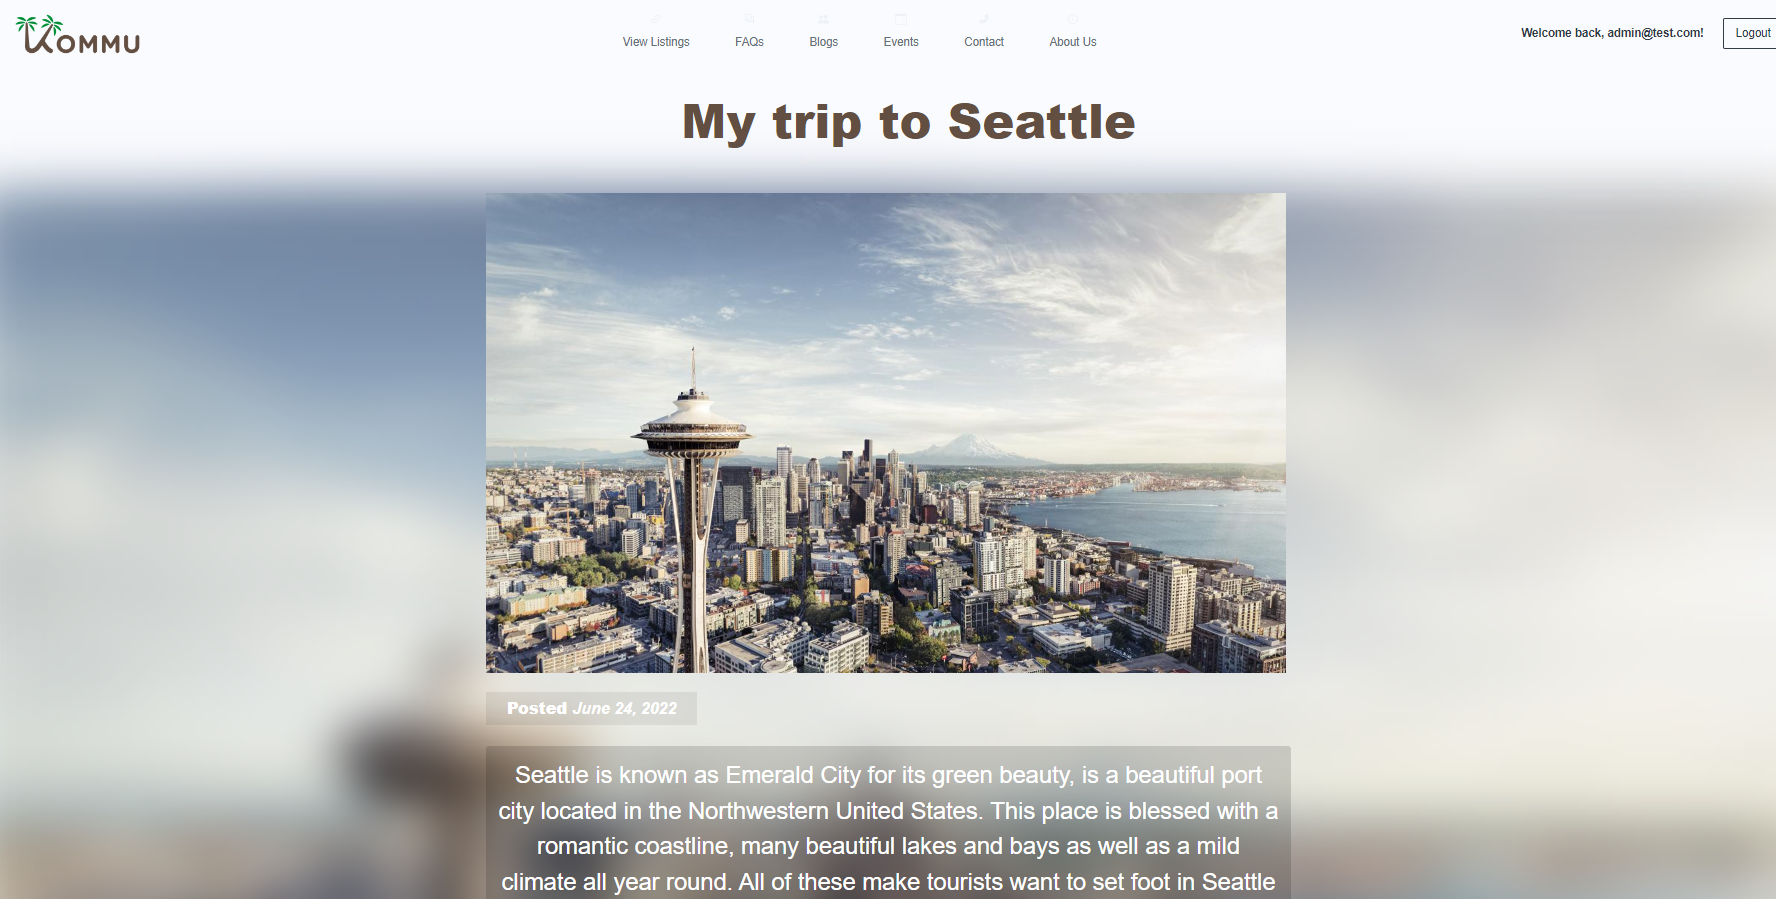 KOMMU
View Listings
FAQs
Blogs
Events
Contact
About Us
Welcome back, admin@test.com!
Logout
My trip to Seattle
Posted June 24, 2022
Seattle is known as Emerald City for its green beauty, is a beautiful port
city located in the Northwestern United States. This place is blessed with a
romantic coastline, many beautiful lakes and bays as well as a mild
climate all year round. All of these make tourists want to set foot in Seattle